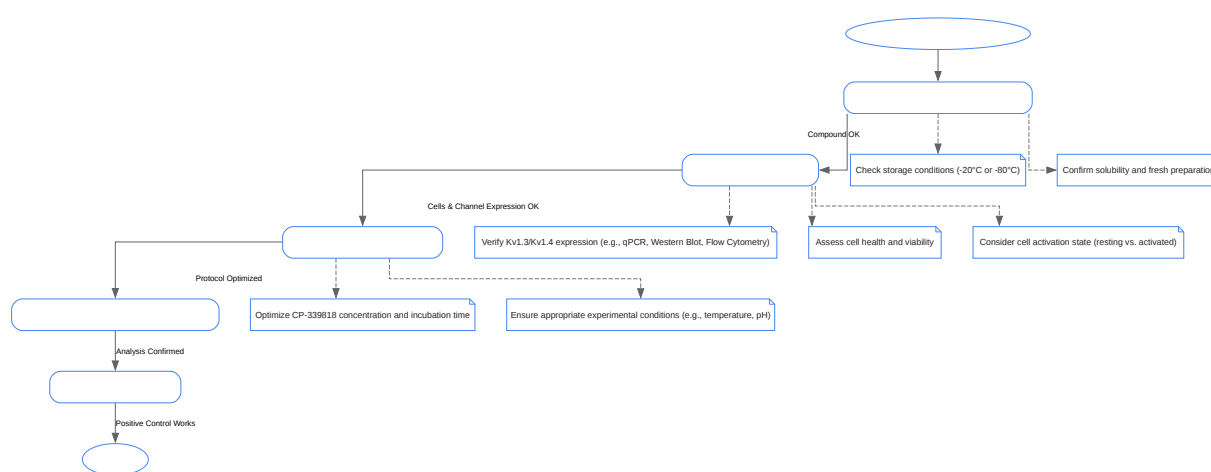 Compound OK
Check storage conditions (-20°C or -80°C)
Confirm solubility and fresh preparation
Cells & Channel Expression OK
Verify Kv1.3/Kv1.4 expression (e.g., qPCR, Western Blot, Flow Cytometry)
Assess cell health and viability
Consider cell activation state (resting vs. activated)
Protocol Optimized
Optimize CP-339818 concentration and incubation time
Ensure appropriate experimental conditions (e.g., temperature, pH)
Analysis Confirmed
Positive Control Works